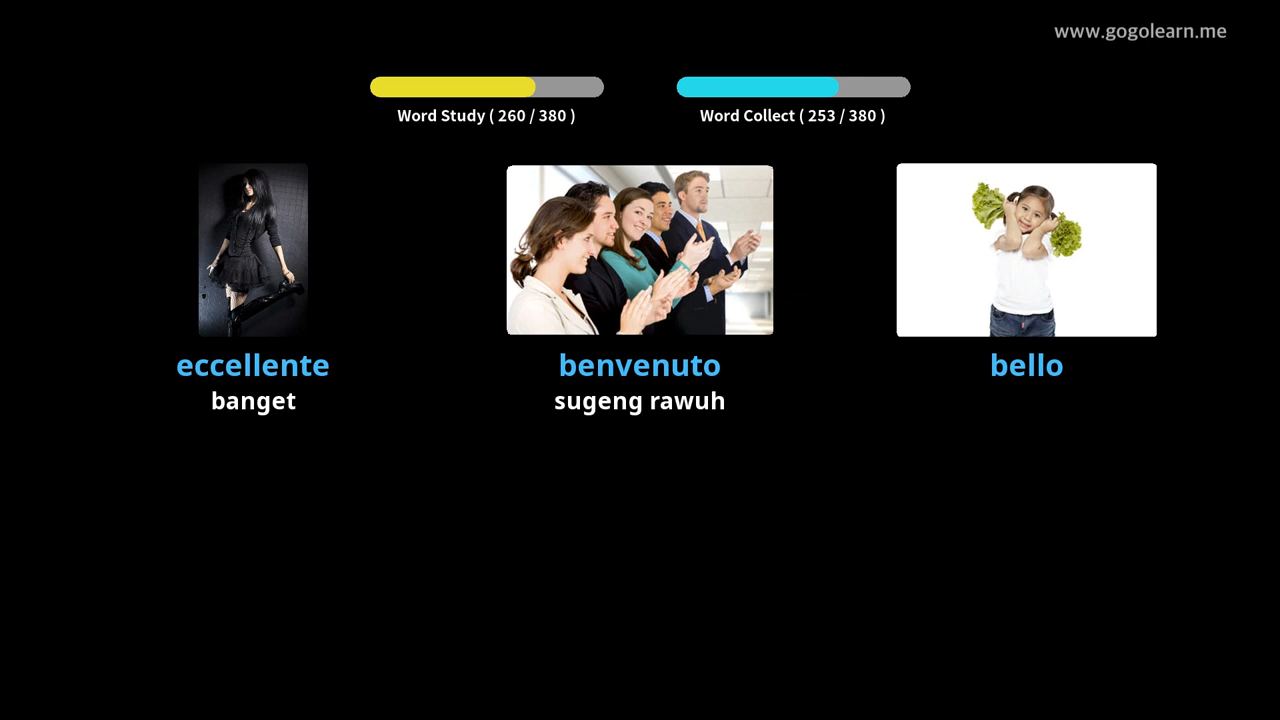 www.gogolearn.me
Word Study ( 260 / 380 )
Word Collect ( 253 / 380 )
eccellente
banget
benvenuto
sugeng rawuh
bello